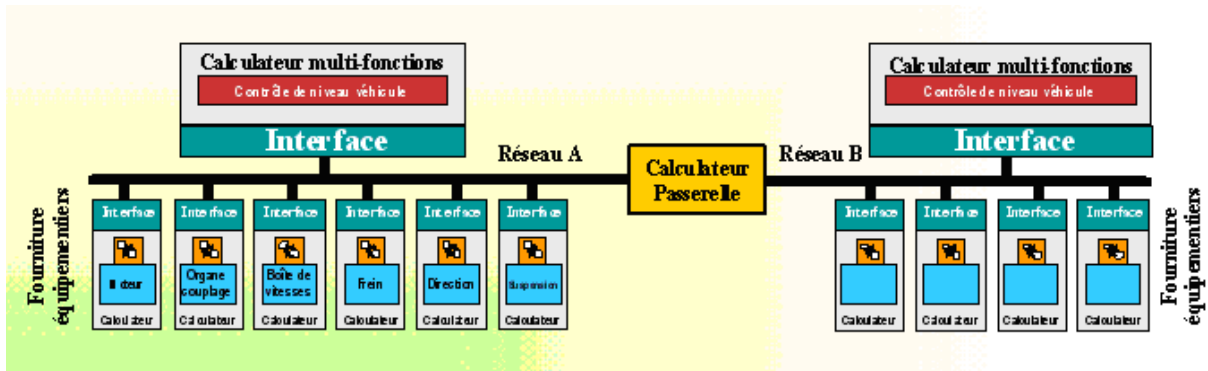 Calculateur multi-fonctions
Contrôle de niveau véhicule
Interface
Calculateur multi-fonctions
Contrôle de niveau véhicule
Interface
Réseau A
Calculateur
Passerelle
Réseau B
Fourniture
équipementiers
Interface
Moteur
Calculateur
Interface
Organe
couplage
Calculateur
Interface
Boîte de
vitesses
Calculateur
Interface
Frein
Calculateur
Interface
Direction
Calculateur
Interface
Suspension
Calculateur
Interface
Calculateur
Interface
Calculateur
Interface
Calculateur
Interface
Calculateur
Fourniture
équipementiers